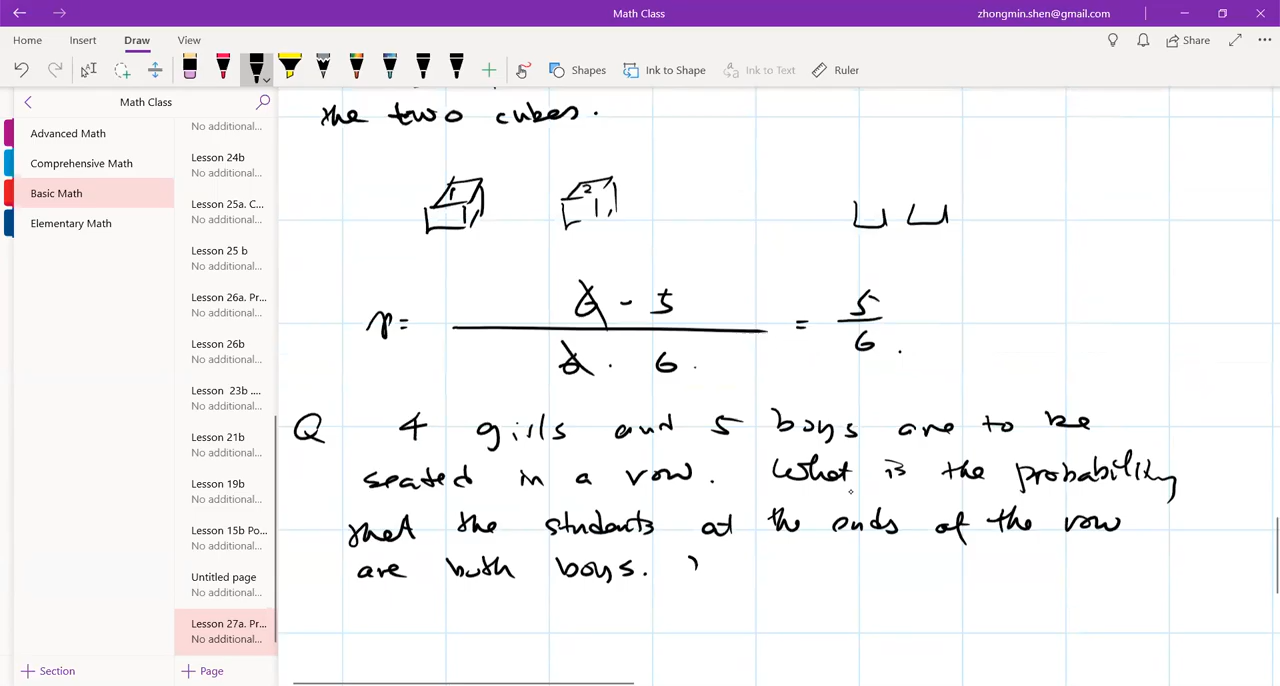 Math Class
zhongmin.shen@gmail.com
Home Insert Draw View
Share
Shapes Ink to Shape Ink to Text Ruler
Math Class
Advanced Math
Comprehensive Math
Basic Math
Elementary Math
No additional...
Lesson 24b
No additional...
Lesson 25a. C...
No additional...
Lesson 25 b
No additional...
Lesson 26a. Pr...
No additional...
Lesson 26b
No additional...
Lesson 23b ....
No additional...
Lesson 21b
No additional...
Lesson 19b
No additional...
Lesson 15b Po...
No additional...
Untitled page
No additional...
Lesson 27a. Pr...
No additional...
Section
Page
the two cubes.
1 2
6 · 5
p = = 5/6.
6 · 6
Q 4 girls and 5 boys are to be
seated in a row. What is the probability
that the students at the ends of the row
are both boys.